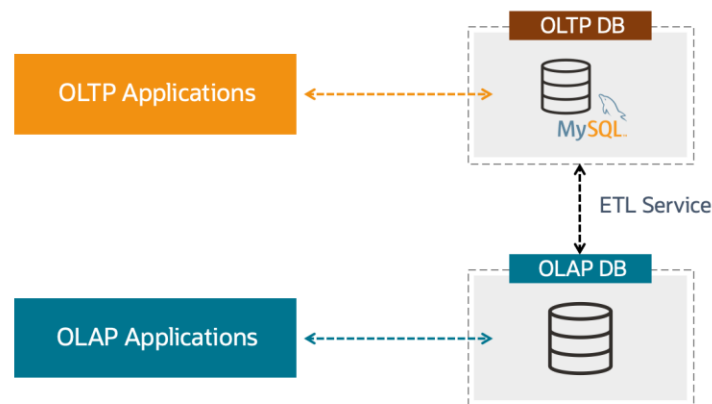 OLTP DB
OLTP Applications
MySQL
ETL Service
OLAP DB
OLAP Applications